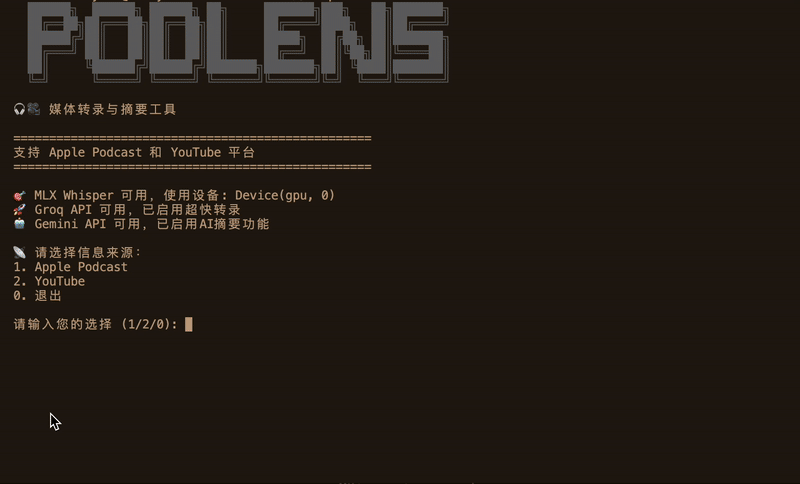 PODLENS
🎧🎥 媒体转录与摘要工具
==================================================
支持 Apple Podcast 和 YouTube 平台
==================================================
🎯 MLX Whisper 可用, 使用设备: Device(gpu, 0)
🚀 Groq API 可用, 已启用超快转录
🤖 Gemini API 可用, 已启用AI摘要功能
📡 请选择信息来源:
1. Apple Podcast
2. YouTube
0. 退出
请输入您的选择 (1/2/0):